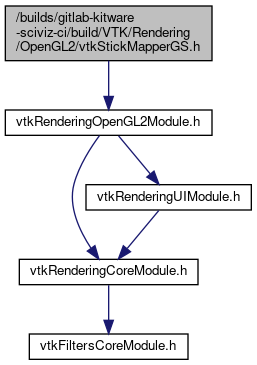 /builds/gitlab-kitware
-sciviz-ci/build/VTK/Rendering
/OpenGL2/vtkStickMapperGS.h
vtkRenderingOpenGL2Module.h
vtkRenderingUIModule.h
vtkRenderingCoreModule.h
vtkFiltersCoreModule.h